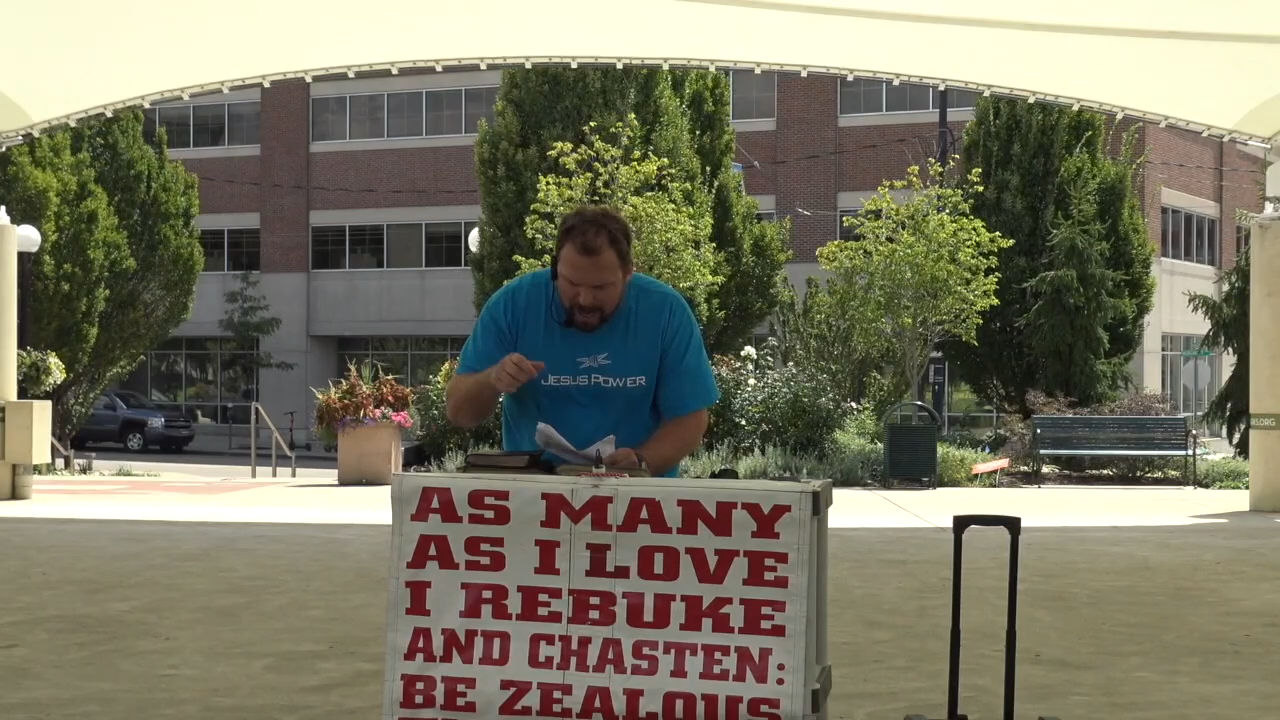 JESUS POWER
AS MANY
AS I LOVE
I REBUKE
AND CHASTEN:
BE ZEALOUS